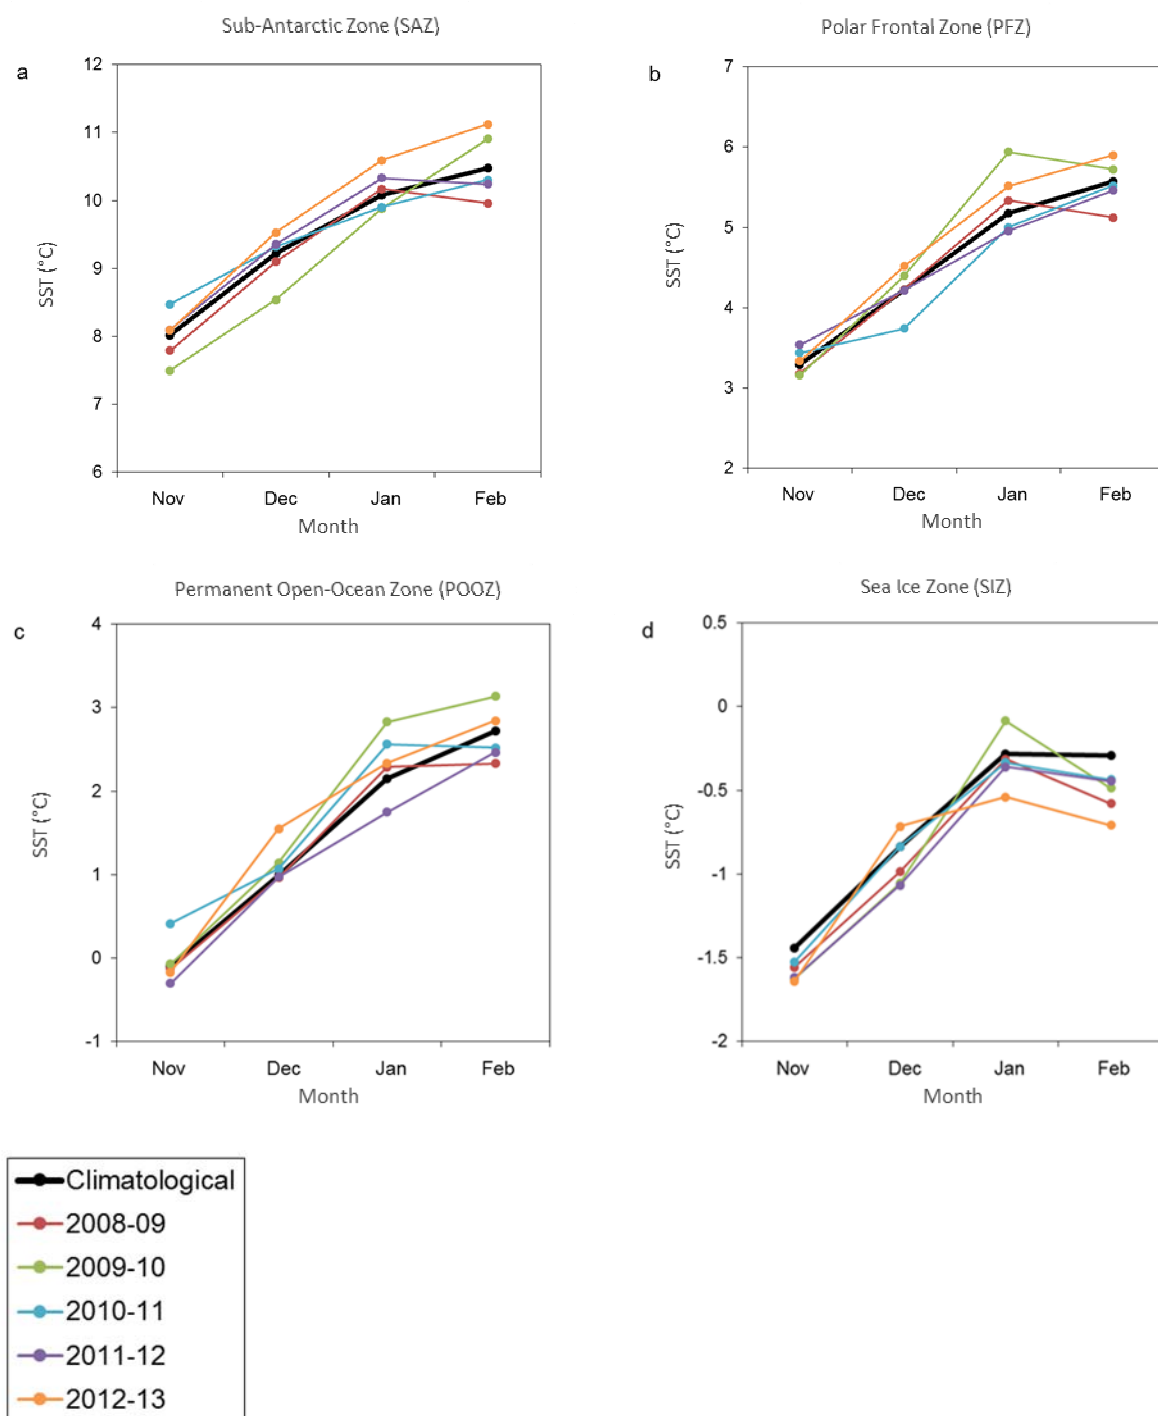 Sub-Antarctic Zone (SAZ)
a
12
11
10
9
8
7
6
SST (°C)
Nov Dec Jan Feb
Month
Polar Frontal Zone (PFZ)
b
7
6
5
4
3
2
SST (°C)
Nov Dec Jan Feb
Month
Permanent Open-Ocean Zone (POOZ)
c
4
3
2
1
0
-1
SST (°C)
Nov Dec Jan Feb
Month
Sea Ice Zone (SIZ)
d
0.5
0
-0.5
-1
-1.5
-2
SST (°C)
Nov Dec Jan Feb
Month
Climatological
2008-09
2009-10
2010-11
2011-12
2012-13